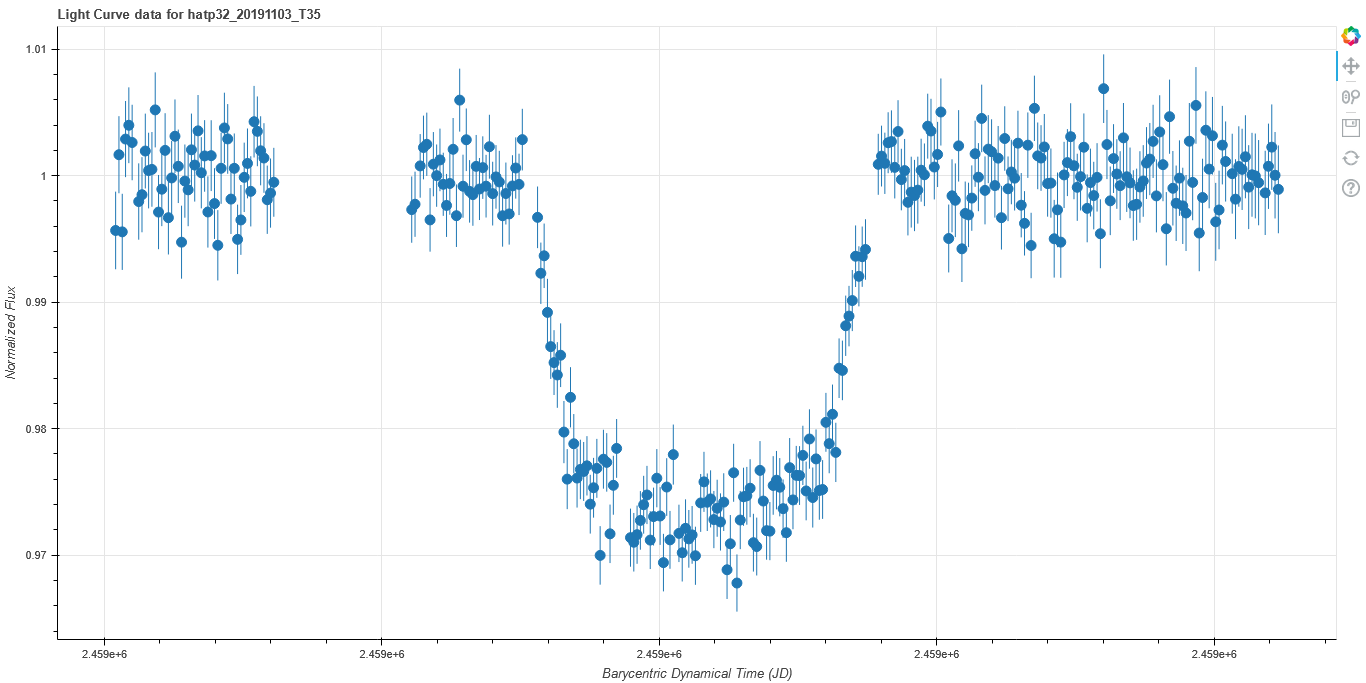 Light Curve data for hatp32_20191103_T35
1.01
1
0.99
0.98
0.97
Normalized Flux
2.459e+6 2.459e+6 2.459e+6 2.459e+6 2.459e+6
Barycentric Dynamical Time (JD)